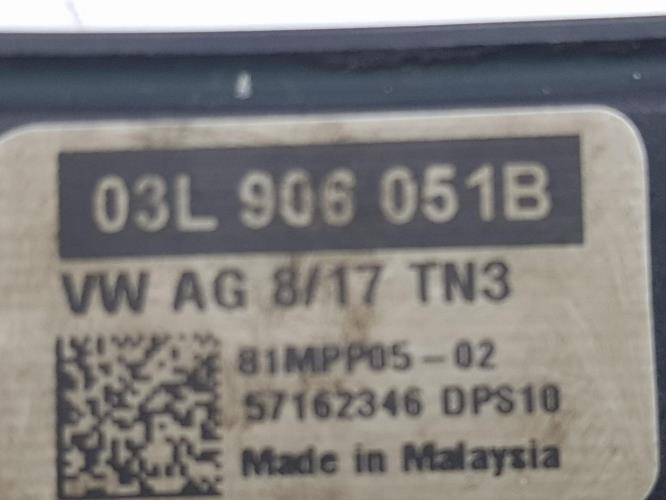 03L 906 051B
VW AG 8/17 TN3
81MPP05-02
57162346 DPS10
Made in Malaysia